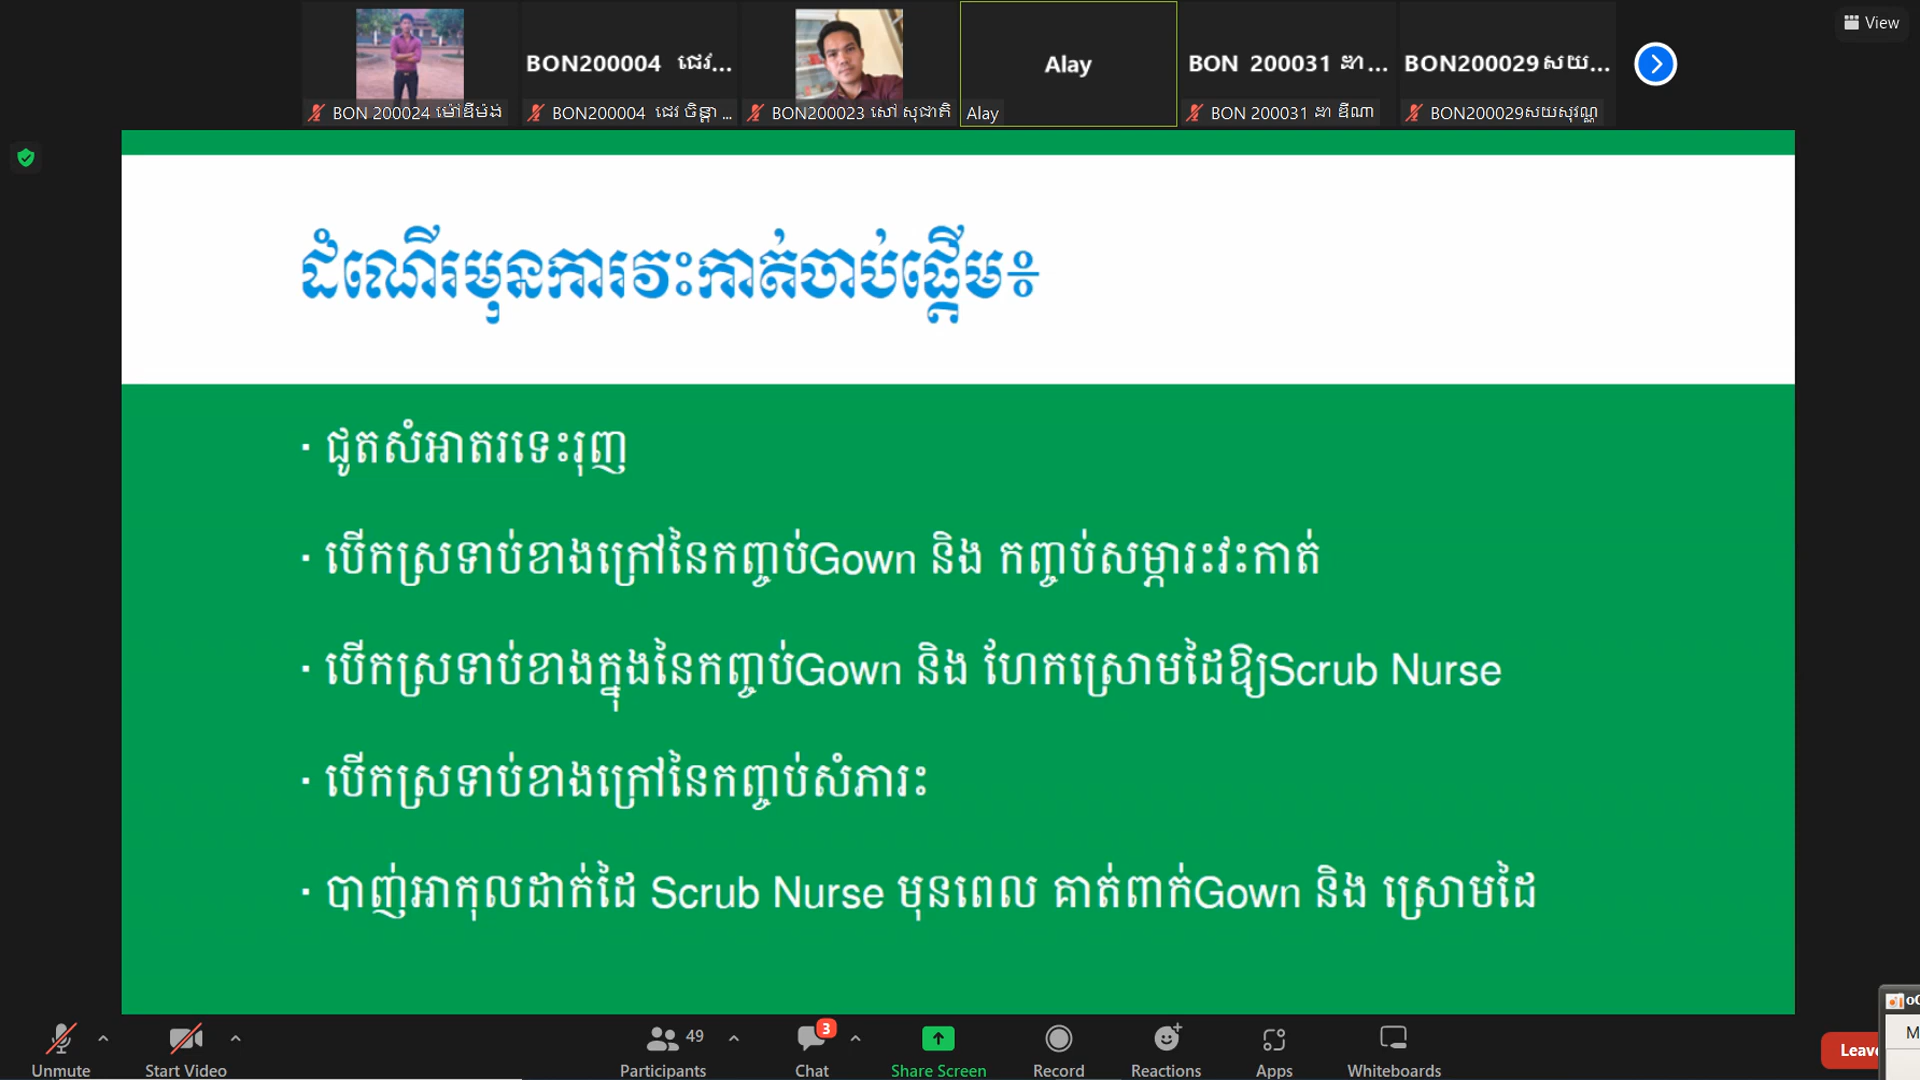 View
BON200004 ជេវ...
Alay
BON 200031 ងា ...
BON200029សយ...
BON 200024 ម៉ៅឌីម៉ង់
BON200004 ជេវ ចិន្តា ...
BON200023 សៅ សុជាតិ
Alay
BON 200031 ងា ឌីណា
BON200029សយសុវណ្ណ
ដំណើរមុនការវះកាត់ចាប់ផ្ដើម៖
· ជូតសំអាតរទេះរុញ
· បើកស្រទាប់ខាងក្រៅនៃកញ្ចប់Gown និង កញ្ចប់សម្ភារះវះកាត់
· បើកស្រទាប់ខាងក្នុងនៃកញ្ចប់Gown និង ហែកស្រោមដៃឱ្យScrub Nurse
· បើកស្រទាប់ខាងក្រៅនៃកញ្ចប់សំភារះ
· បាញ់អាកុលដាក់ដៃ Scrub Nurse មុនពេល គាត់ពាក់Gown និង ស្រោមដៃ
49
3
Unmute
Start Video
Participants
Chat
Share Screen
Record
Reactions
Apps
Whiteboards